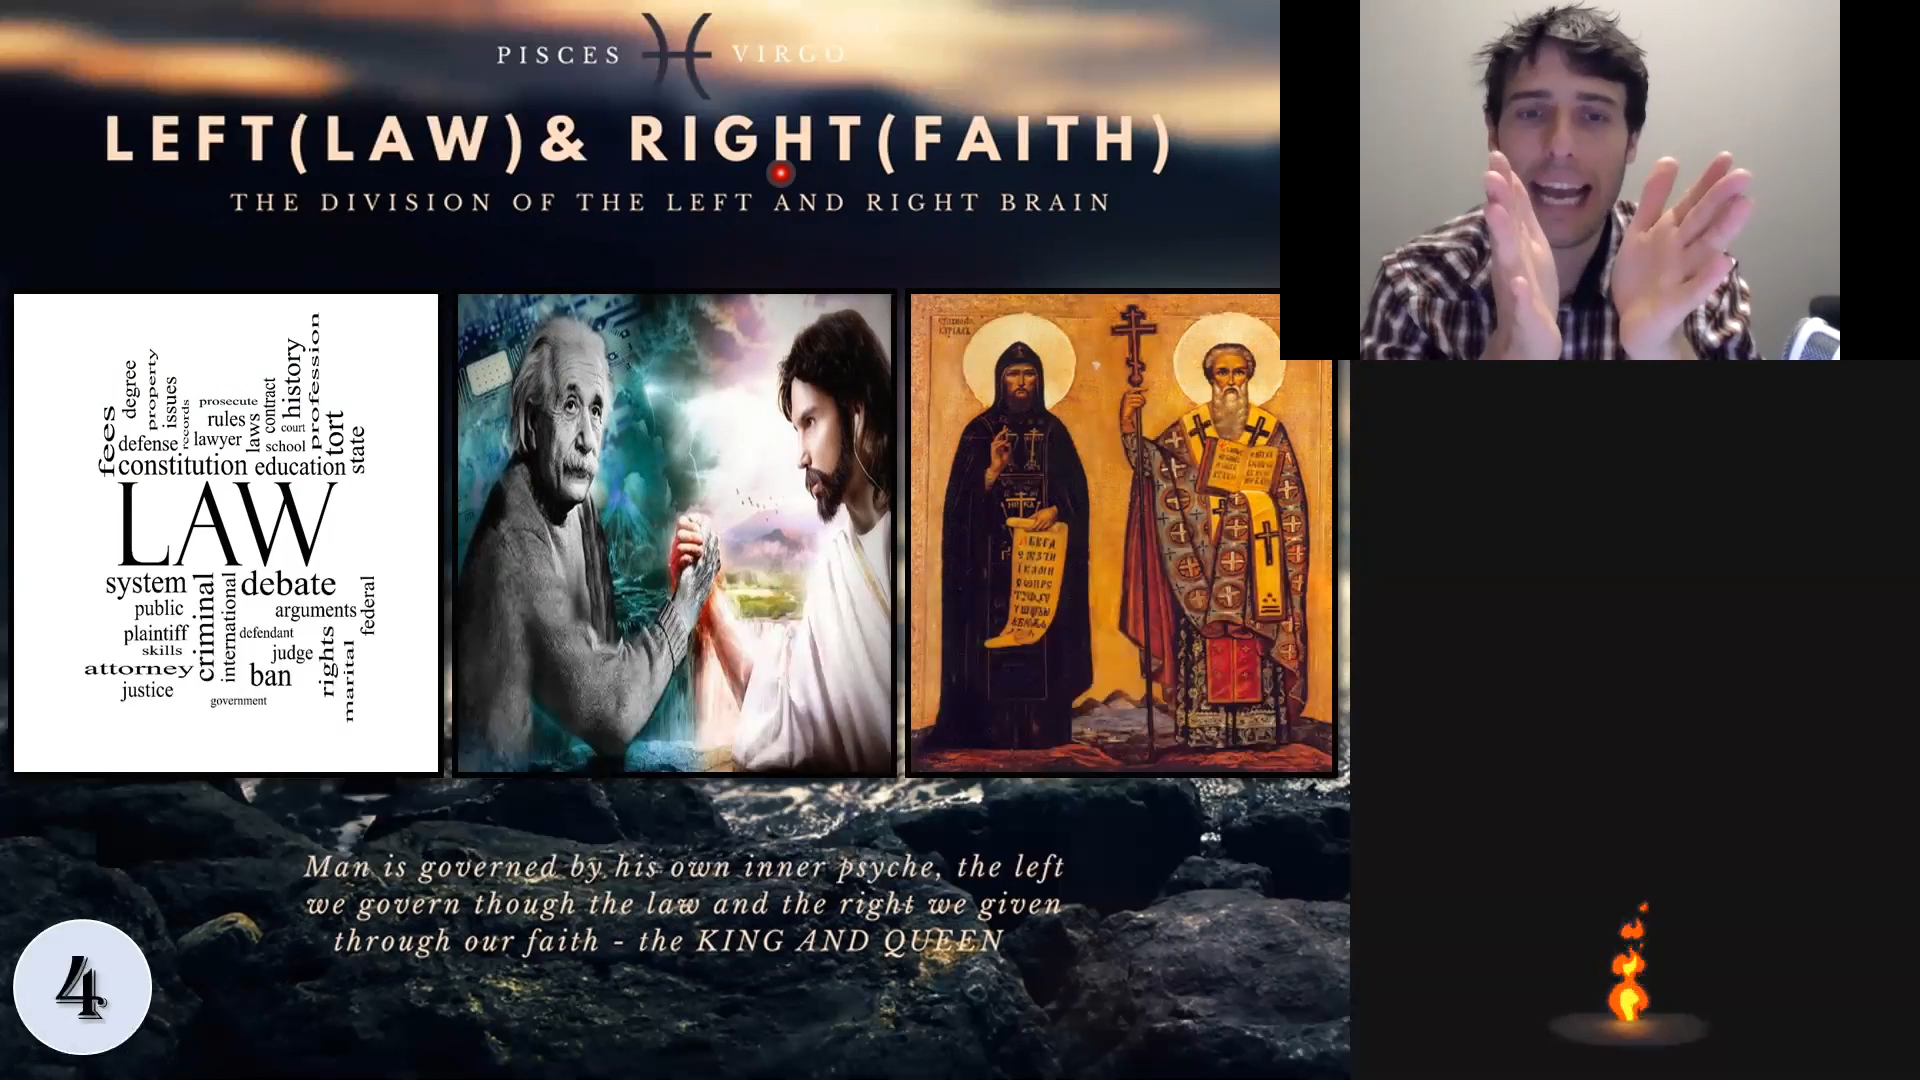 PISCES VIRGO
LEFT(LAW)& RIGHT(FAITH)
THE DIVISION OF THE LEFT AND RIGHT BRAIN
fees
degree
property
issues
records
prosecute
rules
laws
contract
history
court
profession
tort
state
defense
lawyer
school
constitution
education
LAW
system
debate
public
criminal
international
arguments
federal
plaintiff
defendant
skills
judge
rights
marital
attorney
ban
justice
government
Man is governed by his own inner psyche, the left
we govern though the law and the right we given
through our faith - the KING AND QUEEN
4